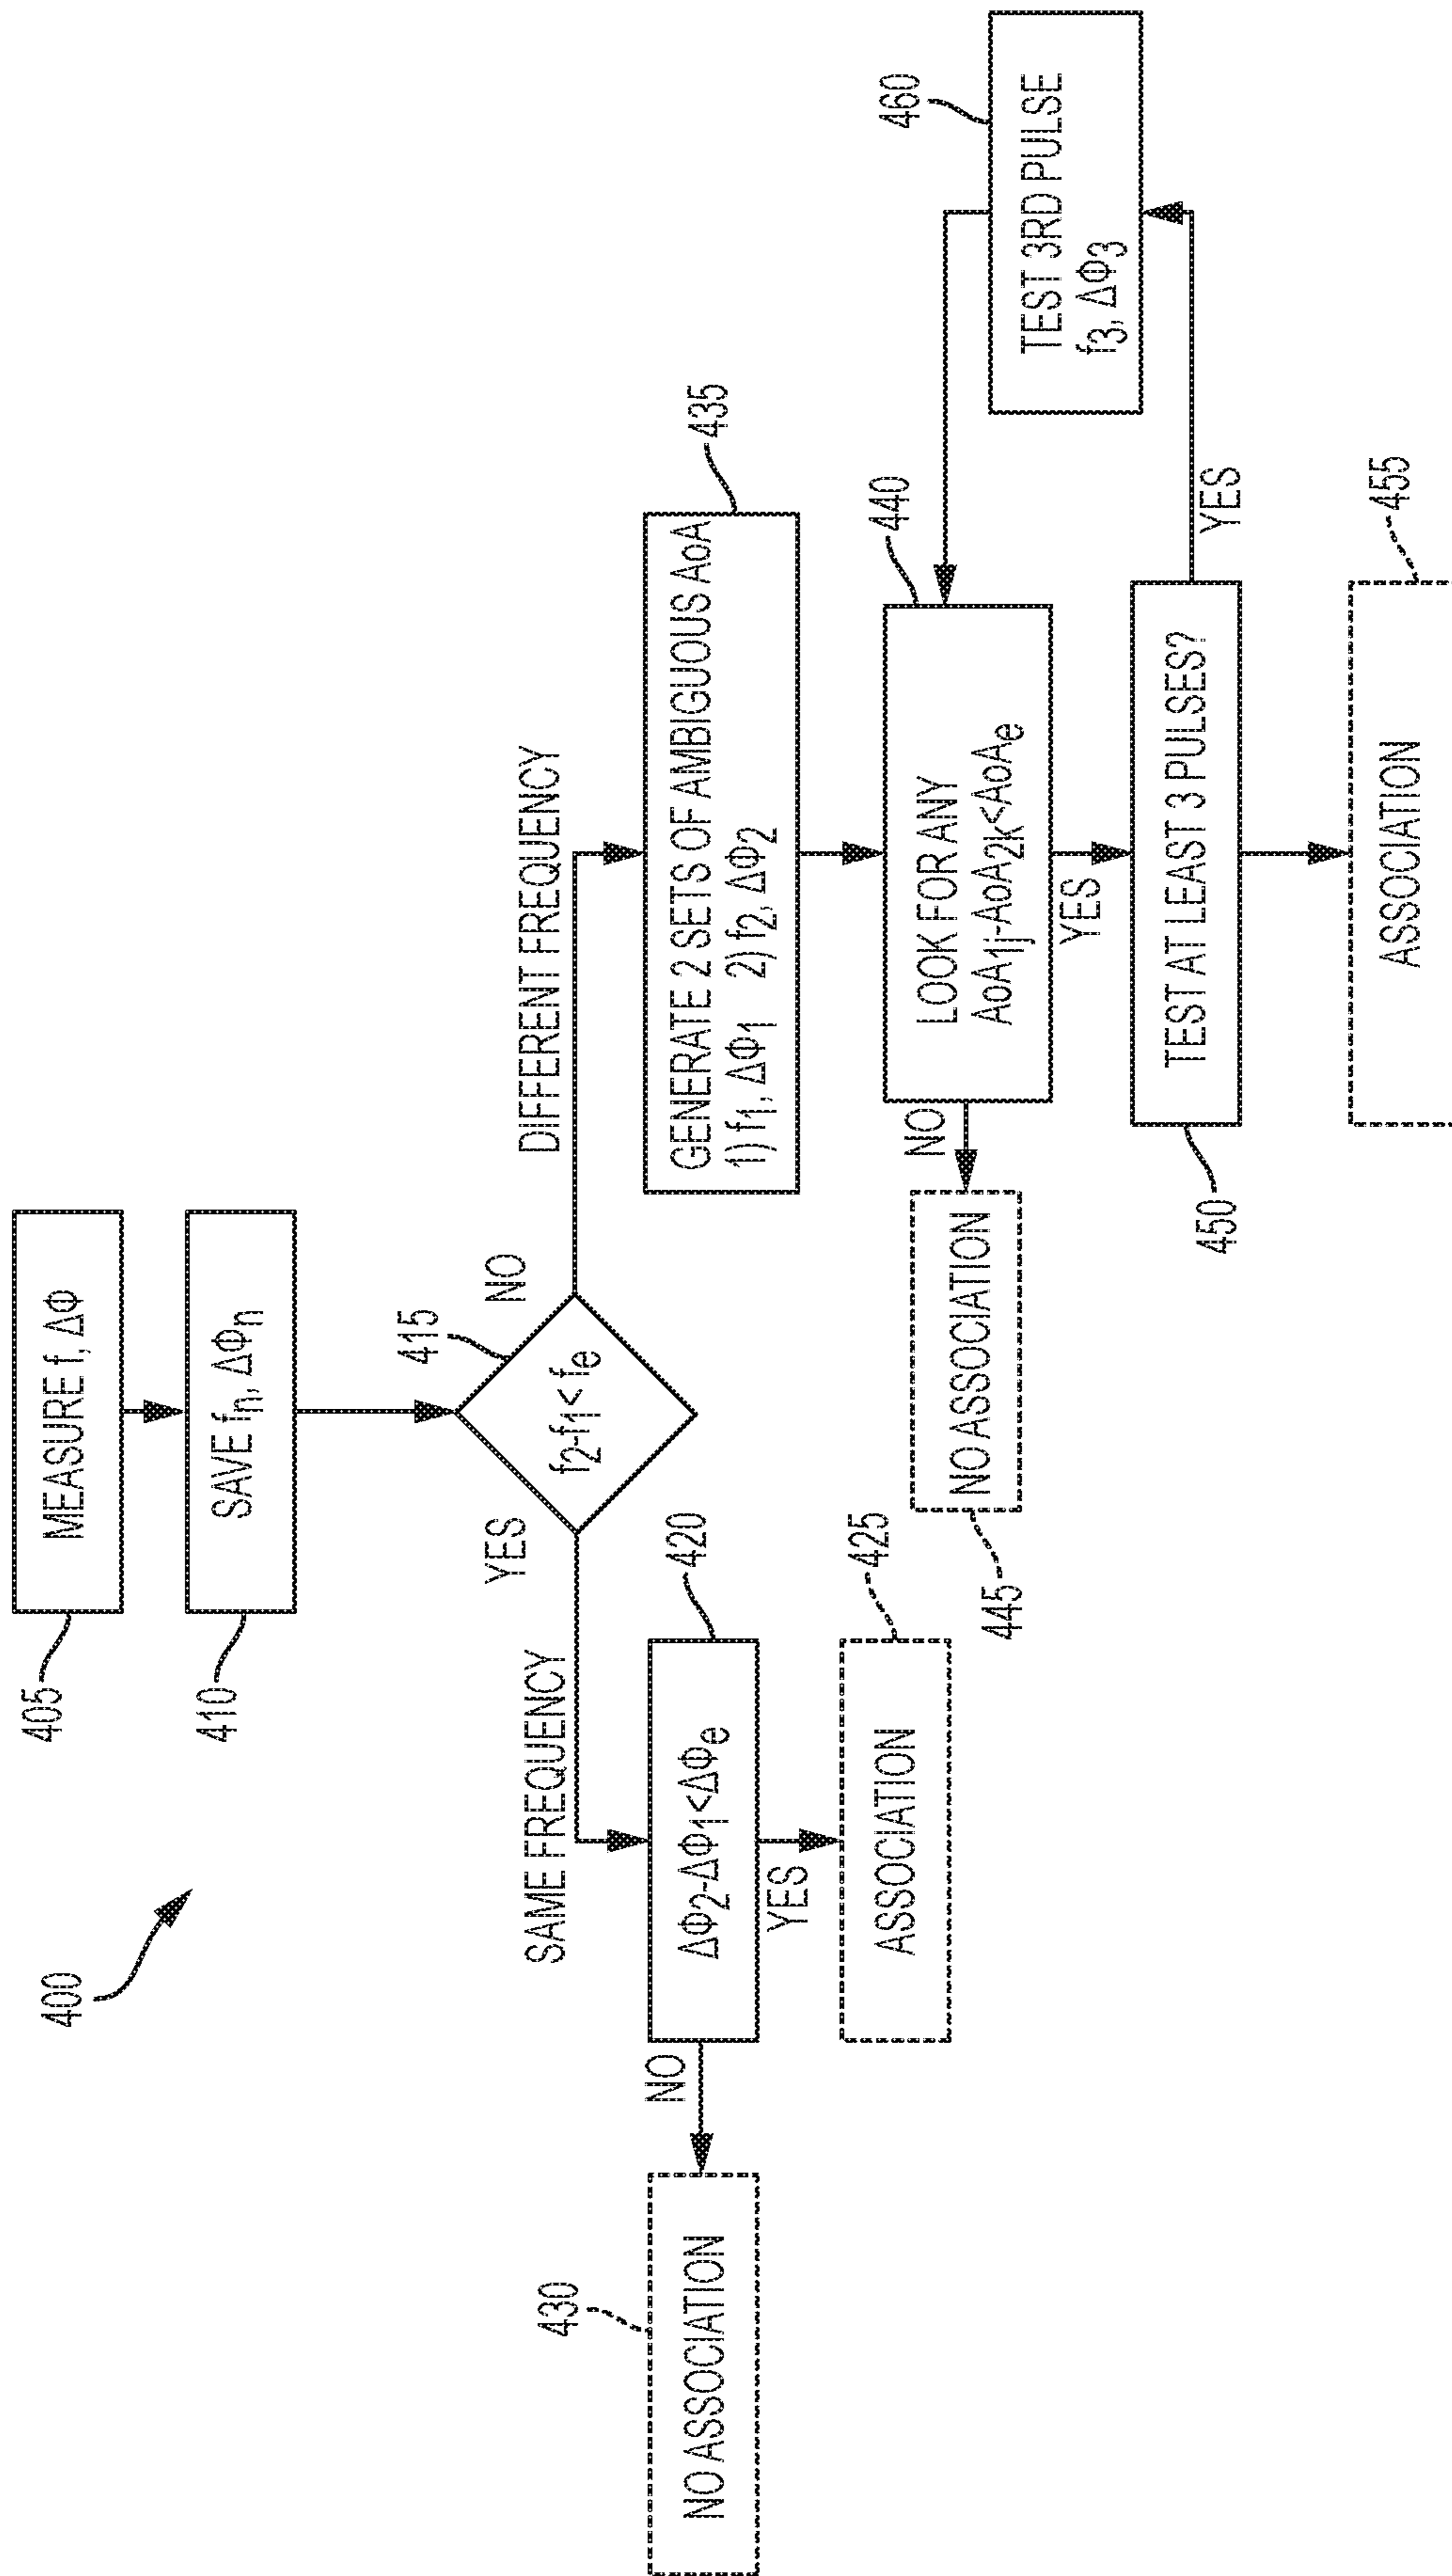 400
405
MEASURE f, ΔΦ
410
SAVE fn, ΔΦn
415
f2-f1< fe
YES
NO
SAME FREQUENCY
DIFFERENT FREQUENCY
420
ΔΦ2-ΔΦ1<ΔΦe
NO
YES
430
NO ASSOCIATION
425
ASSOCIATION
435
GENERATE 2 SETS OF AMBIGUOUS AoA
1) f1, ΔΦ1 2) f2, ΔΦ2
440
LOOK FOR ANY
AoA1j-AoA2k<AoAe
NO
YES
445
NO ASSOCIATION
450
TEST AT LEAST 3 PULSES?
YES
460
TEST 3RD PULSE
f3, ΔΦ3
455
ASSOCIATION